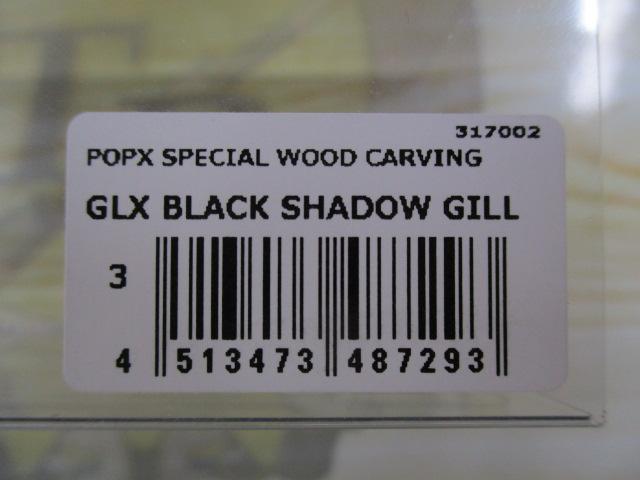 317002
POPX SPECIAL WOOD CARVING
GLX BLACK SHADOW GILL
3
4 513473 487293